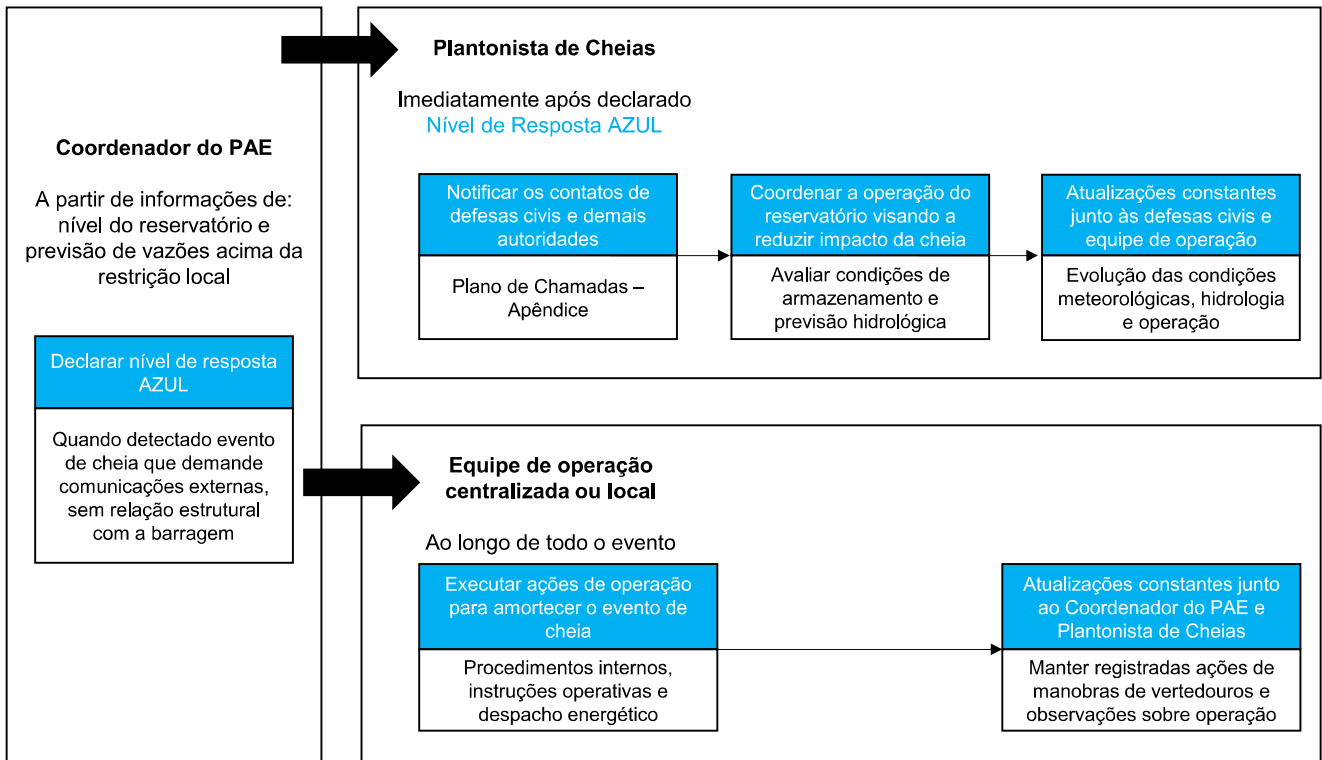 Coordenador do PAE
A partir de informações de:
nível do reservatório e
previsão de vazões acima da
restrição local
Declarar nível de resposta
AZUL
Quando detectado evento
de cheia que demande
comunicações externas,
sem relação estrutural
com a barragem
Plantonista de Cheias
Imediatamente após declarado
Nível de Resposta AZUL
Notificar os contatos de
defesas civis e demais
autoridades
Plano de Chamadas –
Apêndice
Coordenar a operação do
reservatório visando a
reduzir impacto da cheia
Avaliar condições de
armazenamento e
previsão hidrológica
Atualizações constantes
junto às defesas civis e
equipe de operação
Evolução das condições
meteorológicas, hidrologia
e operação
Equipe de operação
centralizada ou local
Ao longo de todo o evento
Executar ações de operação
para amortecer o evento de
cheia
Procedimentos internos,
instruções operativas e
despacho energético
Atualizações constantes junto
ao Coordenador do PAE e
Plantonista de Cheias
Manter registradas ações de
manobras de vertedouros e
observações sobre operação